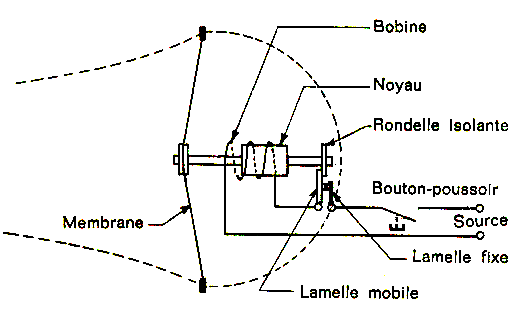 Bobine
Noyau
Rondelle Isolante
Bouton-poussoir
Source
Membrane
Lamelle fixe
Lamelle mobile